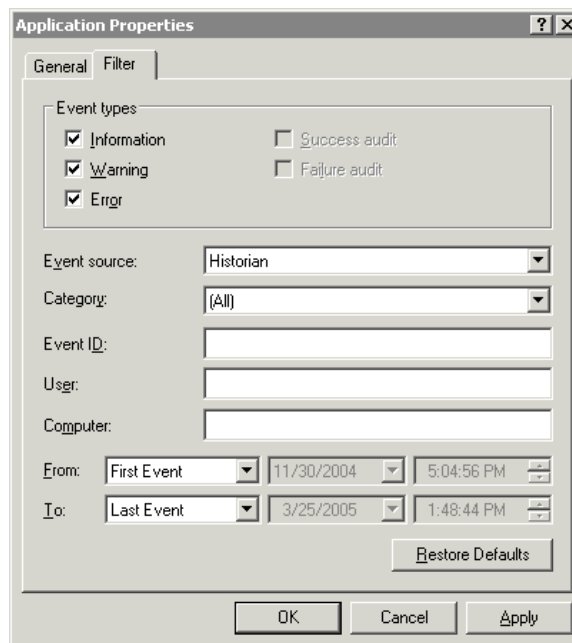 Application Properties
General Filter
Event types
Information Success audit
Warning Failure audit
Error
Event source: Historian
Category: (All)
Event ID:
User:
Computer:
From: First Event 11/30/2004 5:04:56 PM
To: Last Event 3/25/2005 1:48:44 PM
Restore Defaults
OK Cancel Apply